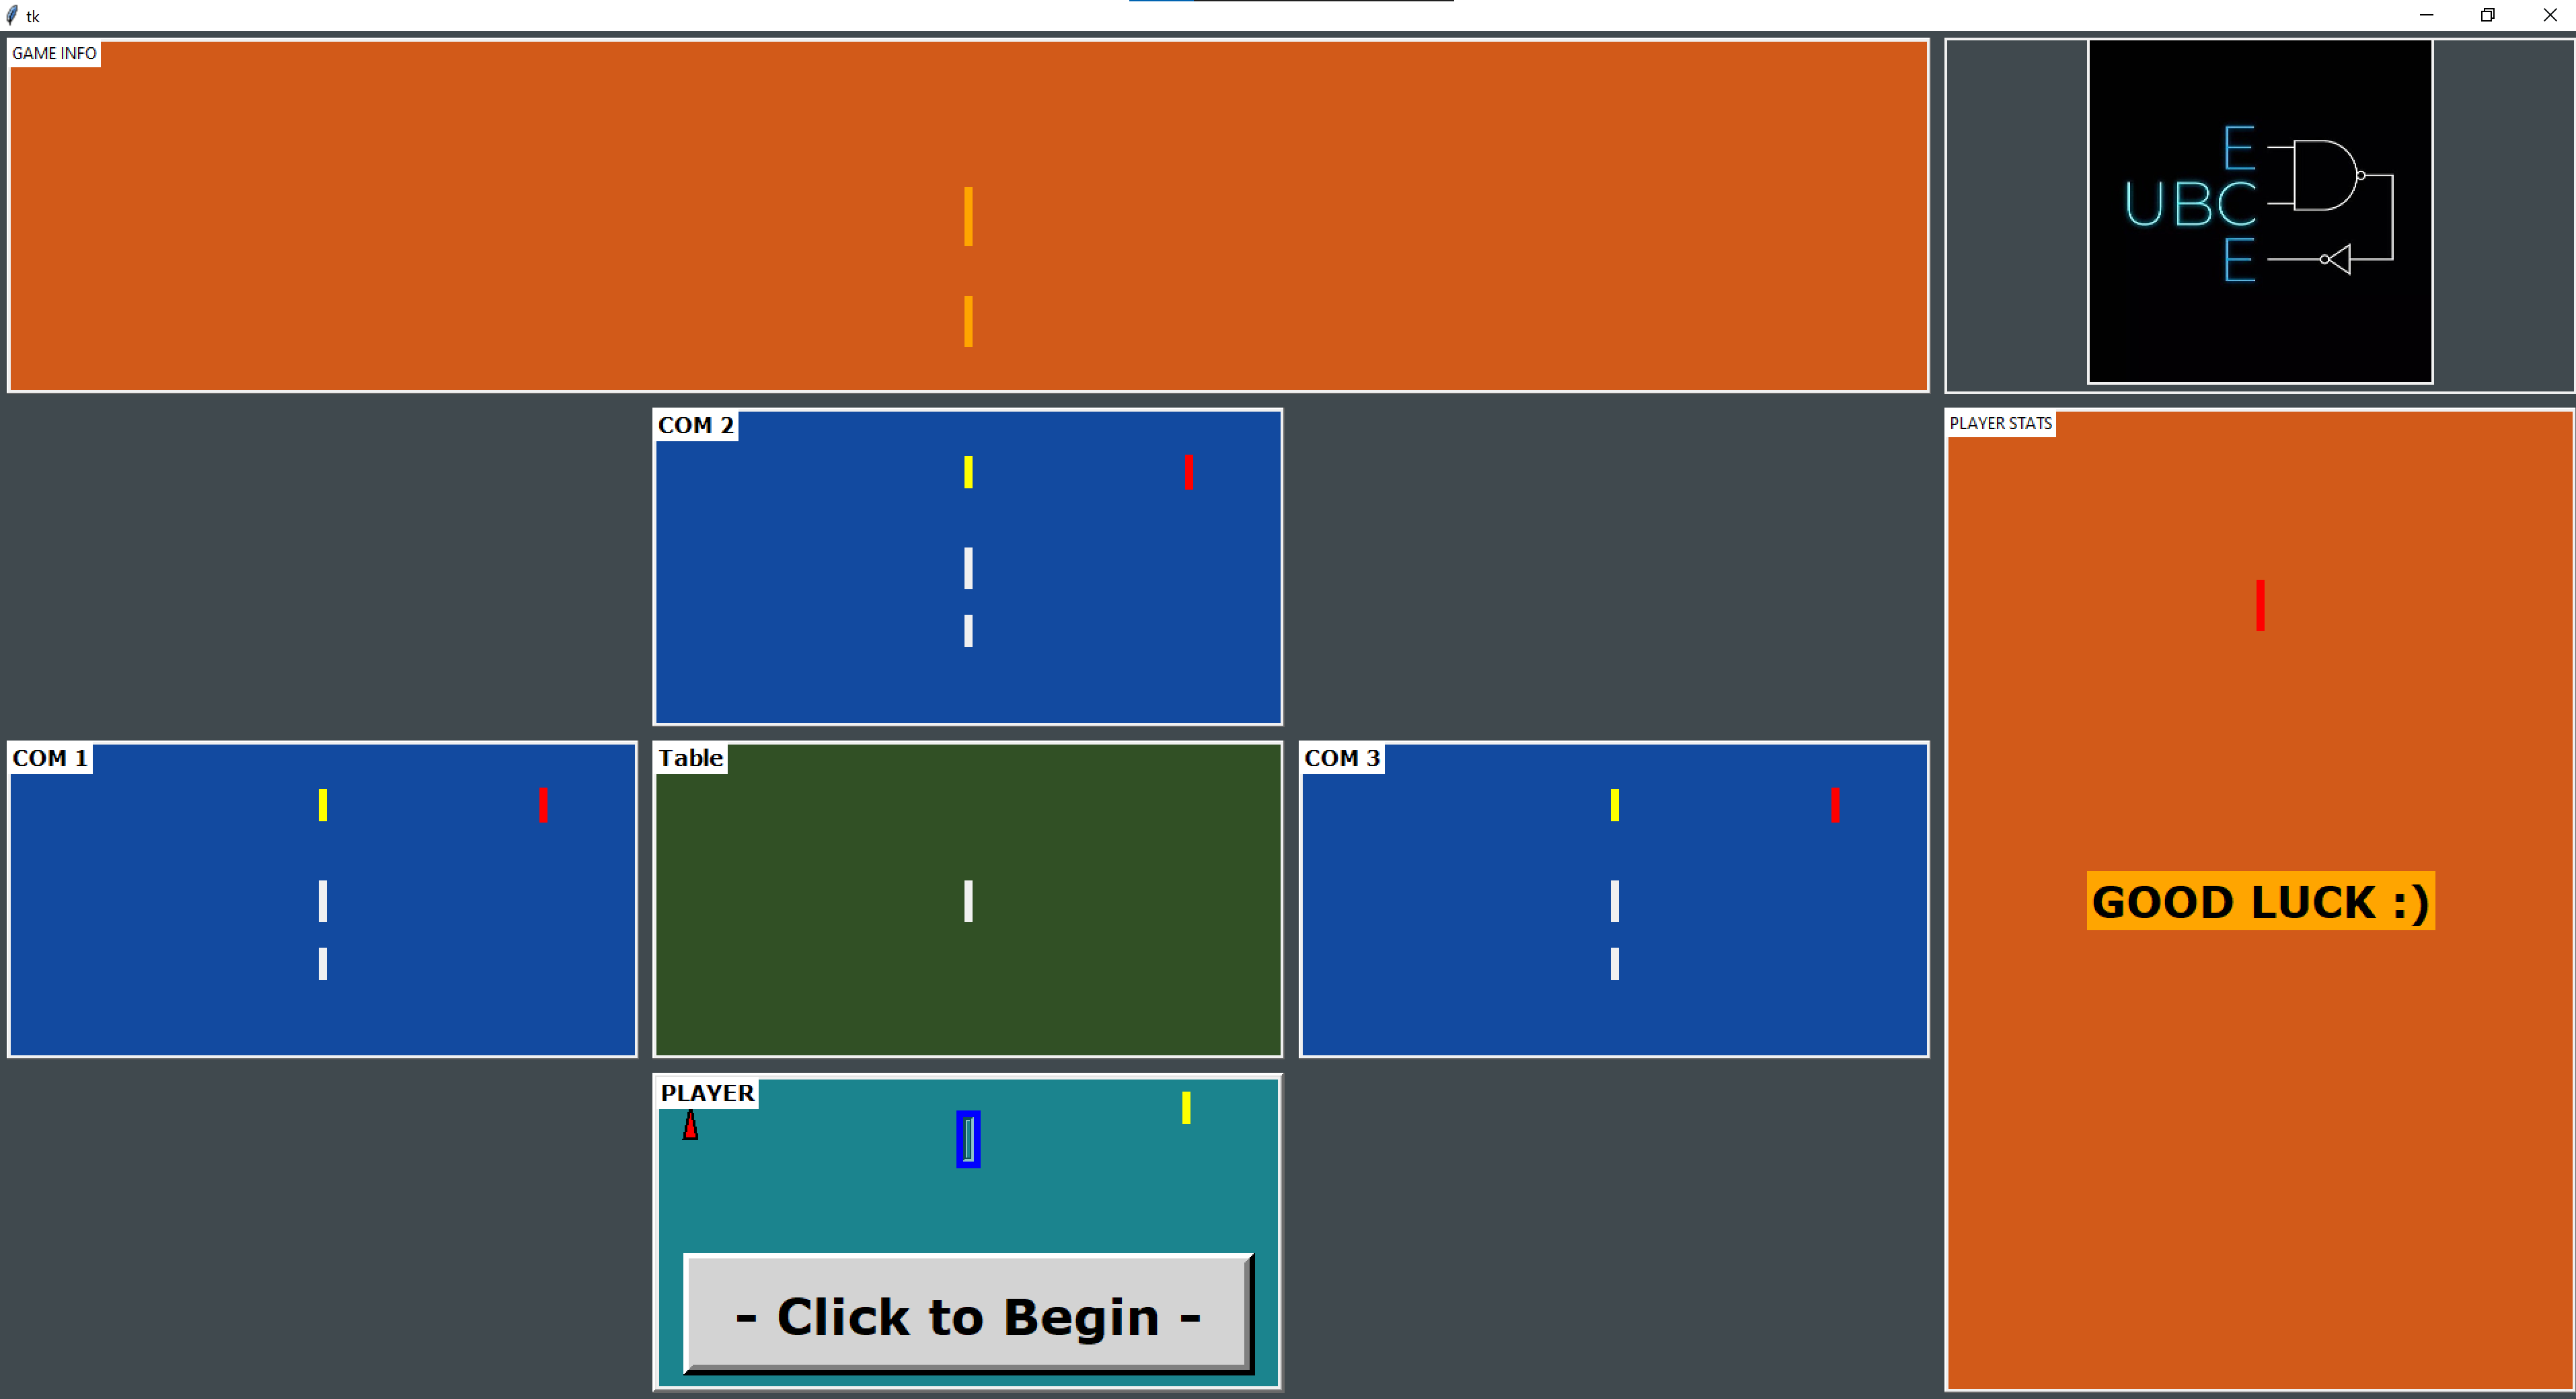 tk
GAME INFO
E
UBC
E
COM 2
PLAYER STATS
COM 1
Table
COM 3
GOOD LUCK :)
PLAYER
- Click to Begin -